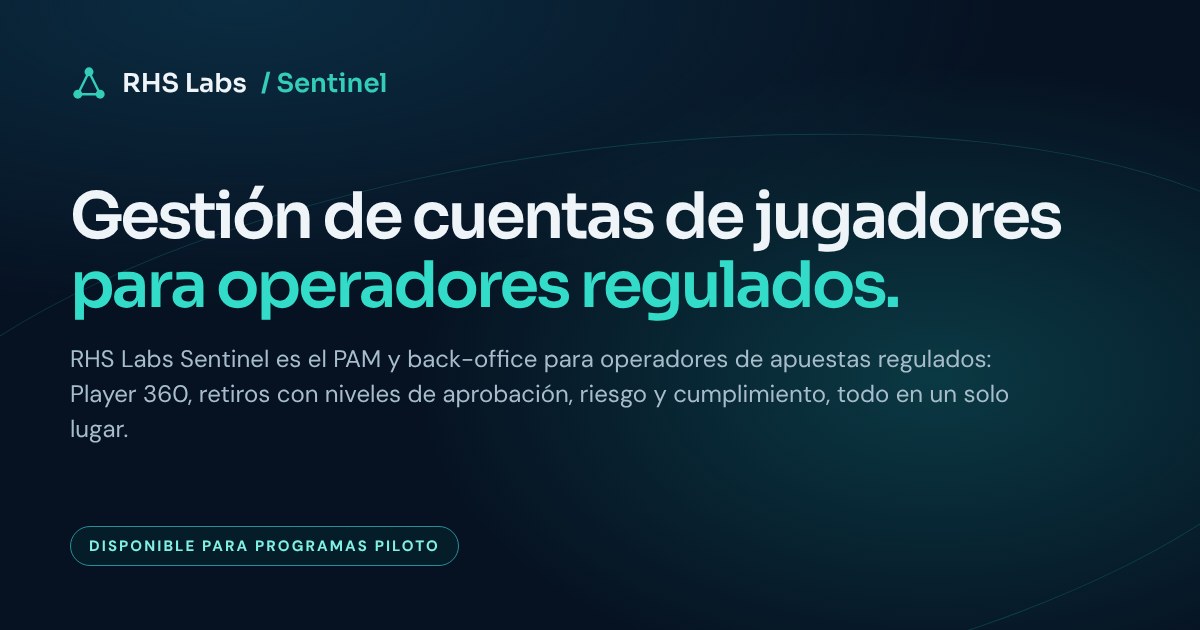 RHS Labs / Sentinel
Gestión de cuentas de jugadores
para operadores regulados.
RHS Labs Sentinel es el PAM y back-office para operadores de apuestas regulados:
Player 360, retiros con niveles de aprobación, riesgo y cumplimiento, todo en un solo
lugar.
DISPONIBLE PARA PROGRAMAS PILOTO